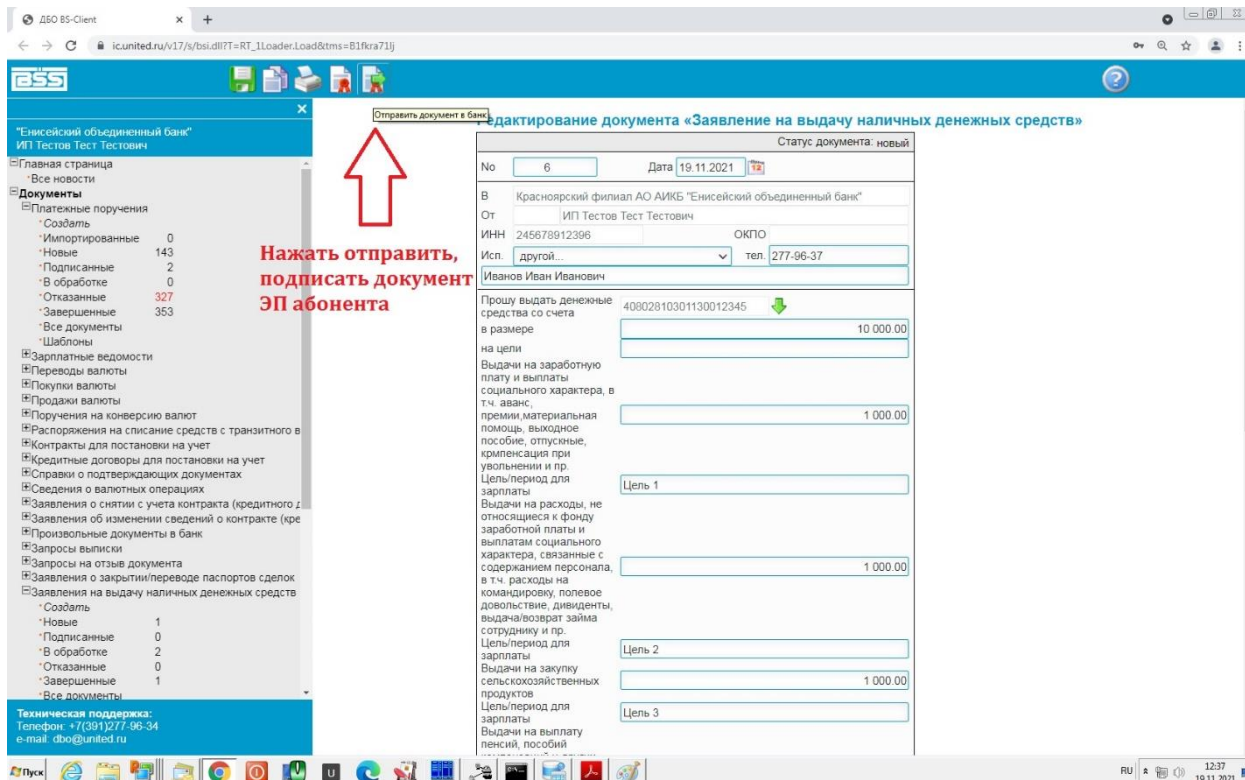 ДБО BS-Client
ic.united.ru/v17/s/bsi.dll?T=RT_1Loader.Load&tms=B1fkra71lj
BSS
Отправить документ в банк
"Енисейский объединенный банк"
ИП Тестов Тест Тестович
Главная страница
Все новости
Документы
Платежные поручения
Создать
Импортированные 0
Новые 143
Подписанные 2
В обработке 0
Отказанные 327
Завершенные 353
Все документы
Шаблоны
Зарплатные ведомости
Переводы валюты
Покупки валюты
Продажи валюты
Поручения на конверсию валют
Распоряжения на списание средств с транзитного в
Контракты для постановки на учет
Кредитные договоры для постановки на учет
Справки о подтверждающих документах
Сведения о валютных операциях
Заявления о снятии с учета контракта (кредитного д
Заявления об изменении сведений о контракте (кре
Произвольные документы в банк
Запросы выписки
Запросы на отзыв документа
Заявления о закрытии/переводе паспортов сделок
Заявления на выдачу наличных денежных средств
Создать
Новые 1
Подписанные 0
В обработке 2
Отказанные 0
Завершенные 1
Все документы
Техническая поддержка:
Телефон: +7(391)277-96-34
e-mail: dbo@united.ru
Нажать отправить,
подписать документ
ЭП абонента
Редактирование документа «Заявление на выдачу наличных денежных средств»
Статус документа: новый
No 6 Дата 19.11.2021 12
В Красноярский филиал АО АИКБ "Енисейский объединенный банк"
От ИП Тестов Тест Тестович
ИНН 245678912396 ОКПО
Исп. другой... тел. 277-96-37
Иванов Иван Иванович
Прошу выдать денежные
средства со счета 40802810301130012345
в размере 10 000.00
на цели
Выдачи на заработную
плату и выплаты
социального характера, в
т.ч. аванс,
премии,материальная 1 000.00
помощь, выходное
пособие, отпускные,
крмпенсация при
увольнении и пр.
Цель/период для
зарплаты Цель 1
Выдачи на расходы, не
относящиеся к фонду
заработной платы и
выплатам социального
характера, связанные с
содержанием персонала, 1 000.00
в т.ч. расходы на
командировку, полевое
довольствие, дивиденты,
выдача/возврат займа
сотруднику и пр.
Цель/период для
зарплаты Цель 2
Выдачи на закупку
сельскохозяйственных 1 000.00
продуктов
Цель/период для
зарплаты Цель 3
Выдачи на выплату
пенсий, пособий
Пуск
RU 12:37
19.11.2021